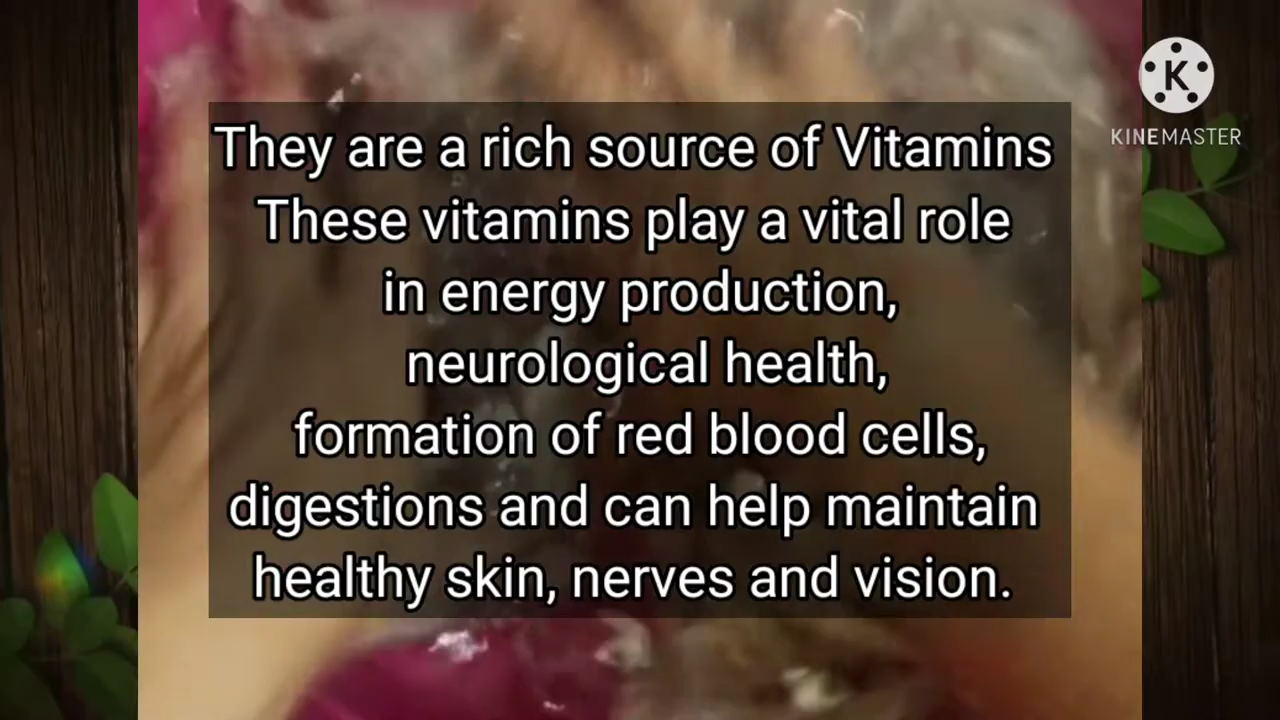 They are a rich source of Vitamins
These vitamins play a vital role
in energy production,
neurological health,
formation of red blood cells,
digestions and can help maintain
healthy skin, nerves and vision.
K
KINEMASTER